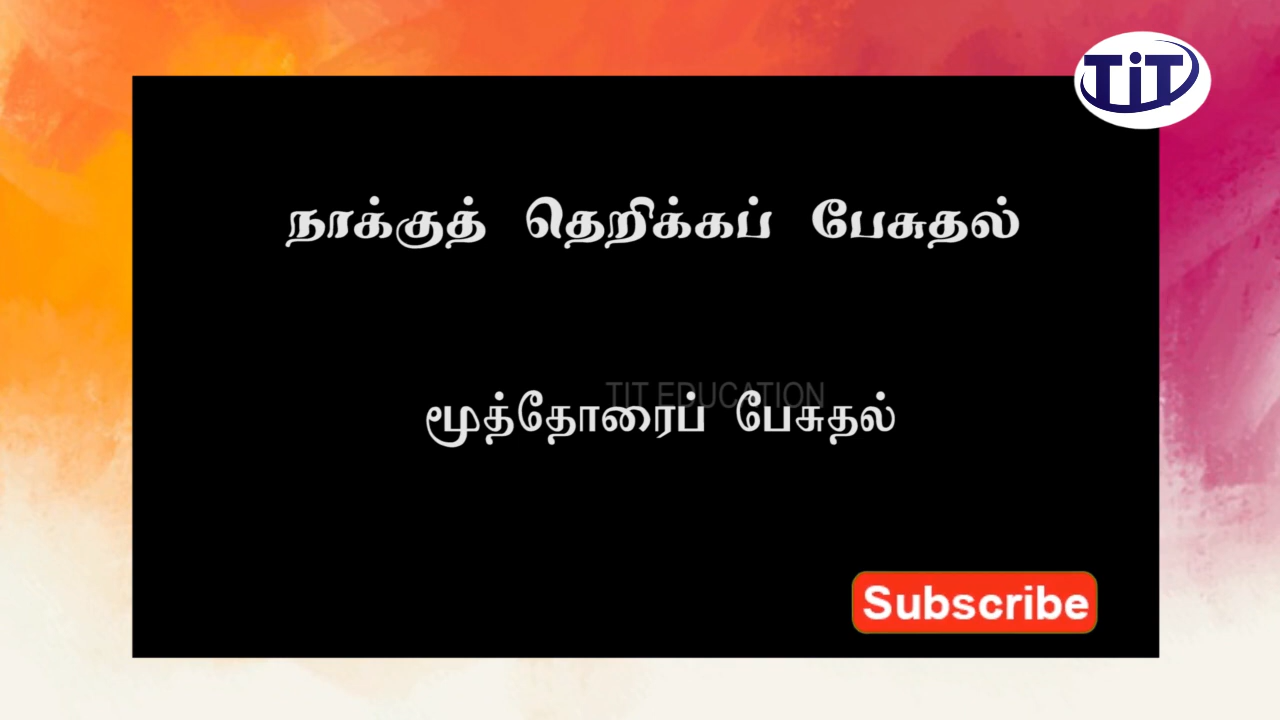 TiT
நாக்குத் தெறிக்கப் பேசுதல்
TIT EDUCATION
மூத்தோரைப் பேசுதல்
Subscribe